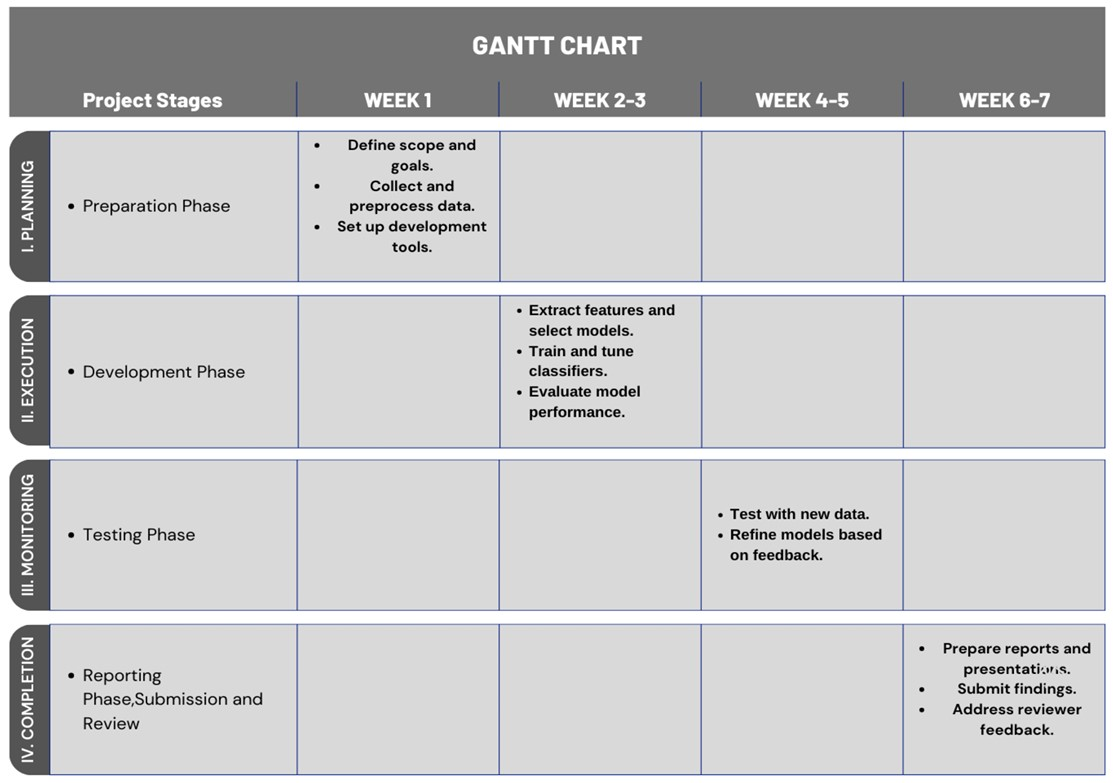 GANTT CHART
Project Stages
WEEK 1
WEEK 2-3
WEEK 4-5
WEEK 6-7
I. PLANNING
• Preparation Phase
• Define scope and
goals.
• Collect and
preprocess data.
• Set up development
tools.
II. EXECUTION
• Development Phase
• Extract features and
select models.
• Train and tune
classifiers.
• Evaluate model
performance.
III. MONITORING
• Testing Phase
• Test with new data.
• Refine models based
on feedback.
IV. COMPLETION
• Reporting
Phase,Submission and
Review
• Prepare reports and
presentations.
• Submit findings.
• Address reviewer
feedback.